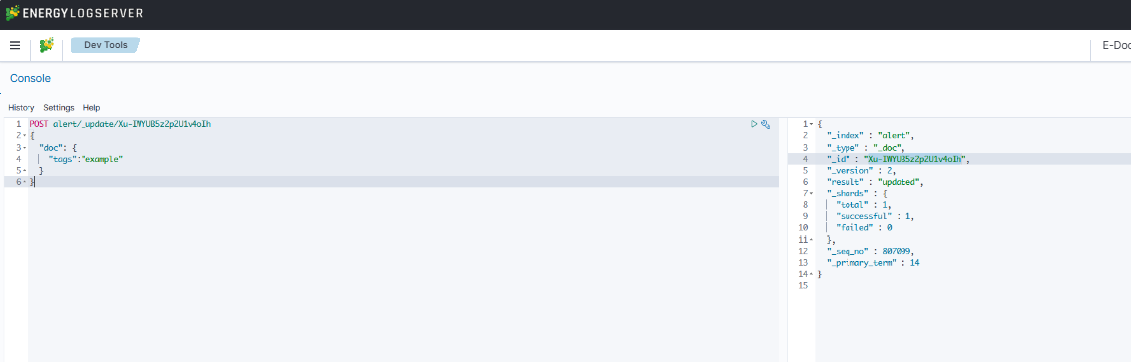 ENERGYLOGSERVER
Dev Tools
E-Doc
Console
History Settings Help
1 POST alert/_update/Xu-IWYUB5z2p2U1v4oIh
2 {
3 "doc": {
4 "tags":"example"
5 }
6 }
1 {
2 "_index" : "alert",
3 "_type" : "_doc",
4 "_id" : "Xu-IWYUB5z2p2U1v4oIh",
5 "_version" : 2,
6 "result" : "updated",
7 "_shards" : {
8 "total" : 1,
9 "successful" : 1,
10 "failed" : 0
11 },
12 "_seq_no" : 807099,
13 "_primary_term" : 14
14 }
15